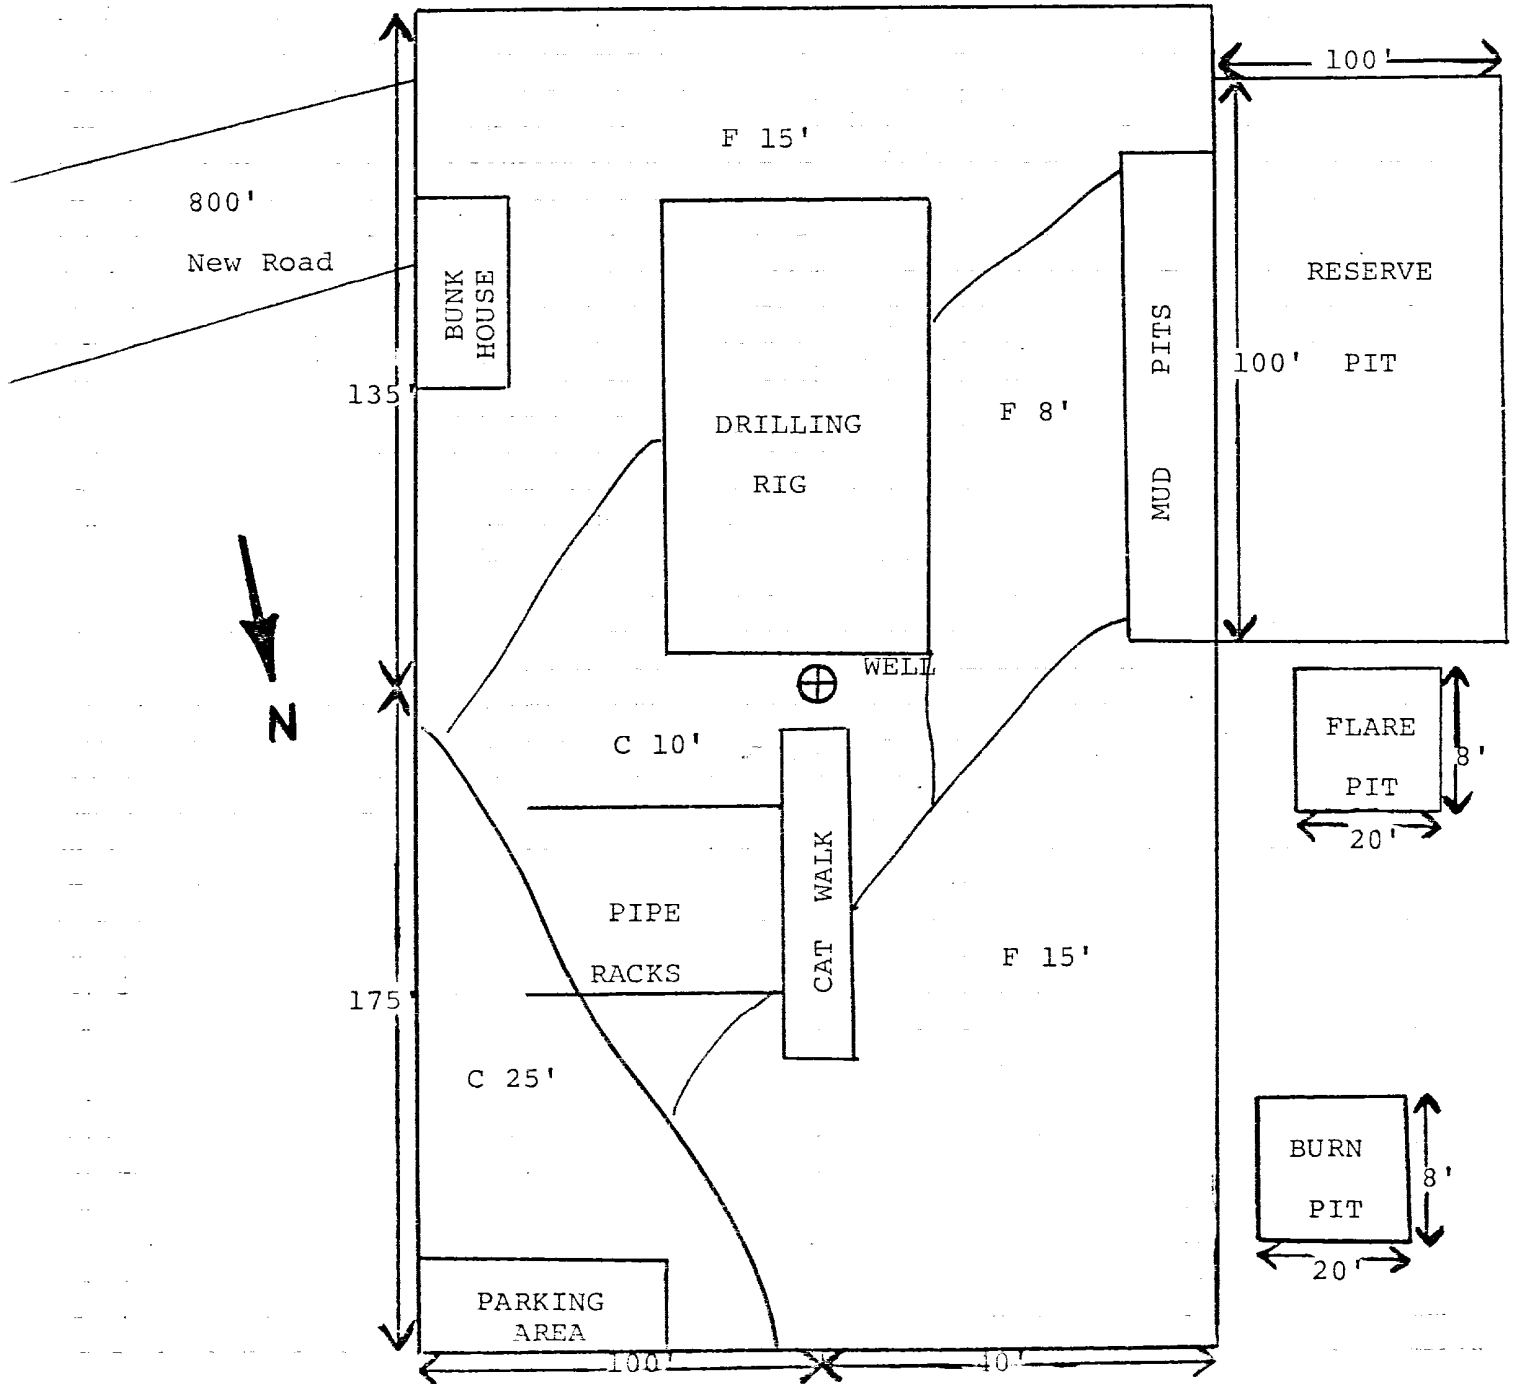 100'
F 15'
800'
New Road
BUNK
HOUSE
RESERVE
PIT
MUD PITS
100'
135'
F 8'
DRILLING
RIG
N
WELL
C 10'
FLARE
PIT
8'
20'
CAT WALK
PIPE
RACKS
F 15'
175'
C 25'
BURN
PIT
8'
20'
PARKING
AREA
100'
40'